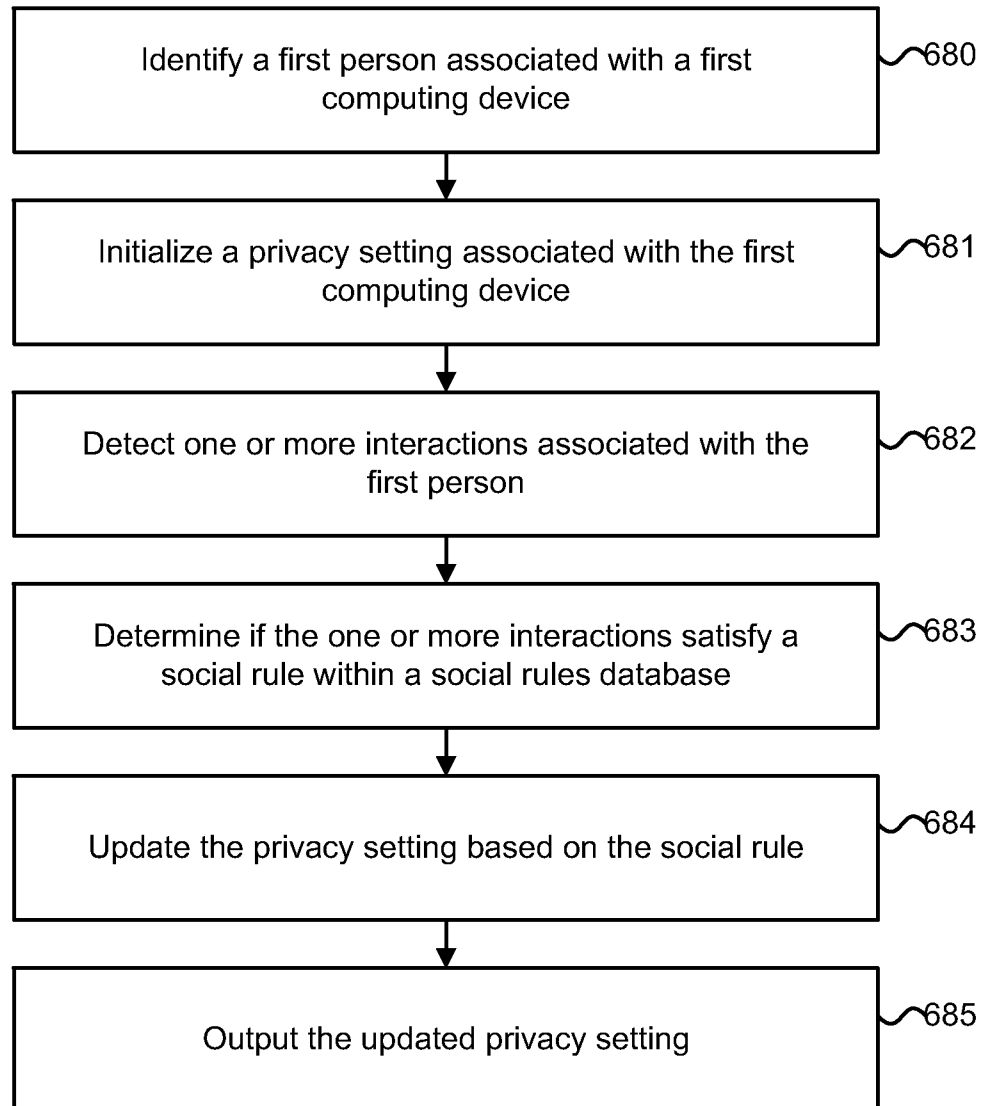 Identify a first person associated with a first
computing device
680
Initialize a privacy setting associated with the first
computing device
681
Detect one or more interactions associated with the
first person
682
Determine if the one or more interactions satisfy a
social rule within a social rules database
683
Update the privacy setting based on the social rule
684
Output the updated privacy setting
685